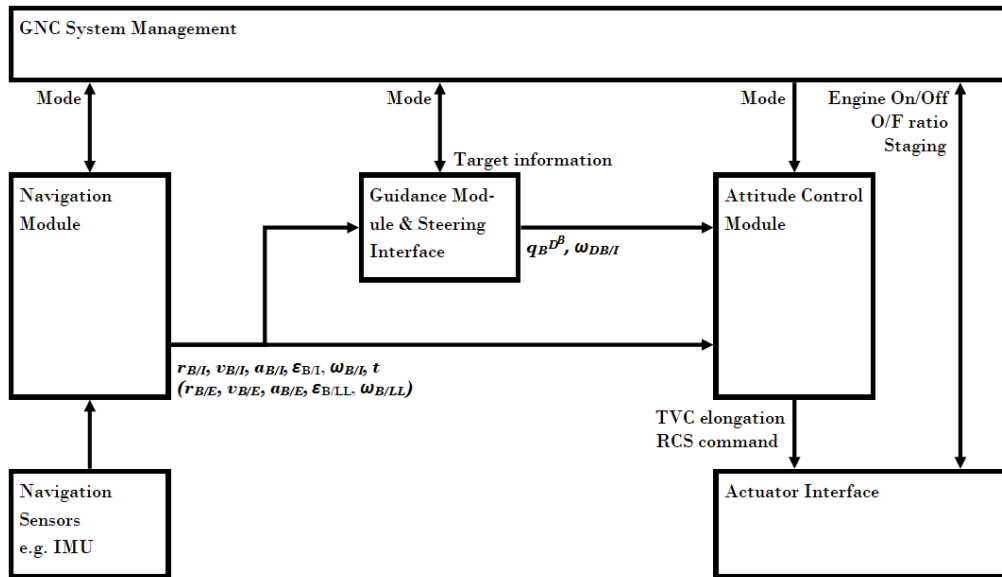 GNC System Management
Mode
Mode
Mode
Engine On/Off
O/F ratio
Staging
Target information
Navigation
Module
Guidance Mod-
ule & Steering
Interface
Attitude Control
Module
q_B^{D^B}, ω_{DB/I}
r_{B/I}, v_{B/I}, a_{B/I}, ε_{B/I}, ω_{B/I}, t
(r_{B/E}, v_{B/E}, a_{B/E}, ε_{B/LL}, ω_{B/LL})
TVC elongation
RCS command
Navigation
Sensors
e.g. IMU
Actuator Interface